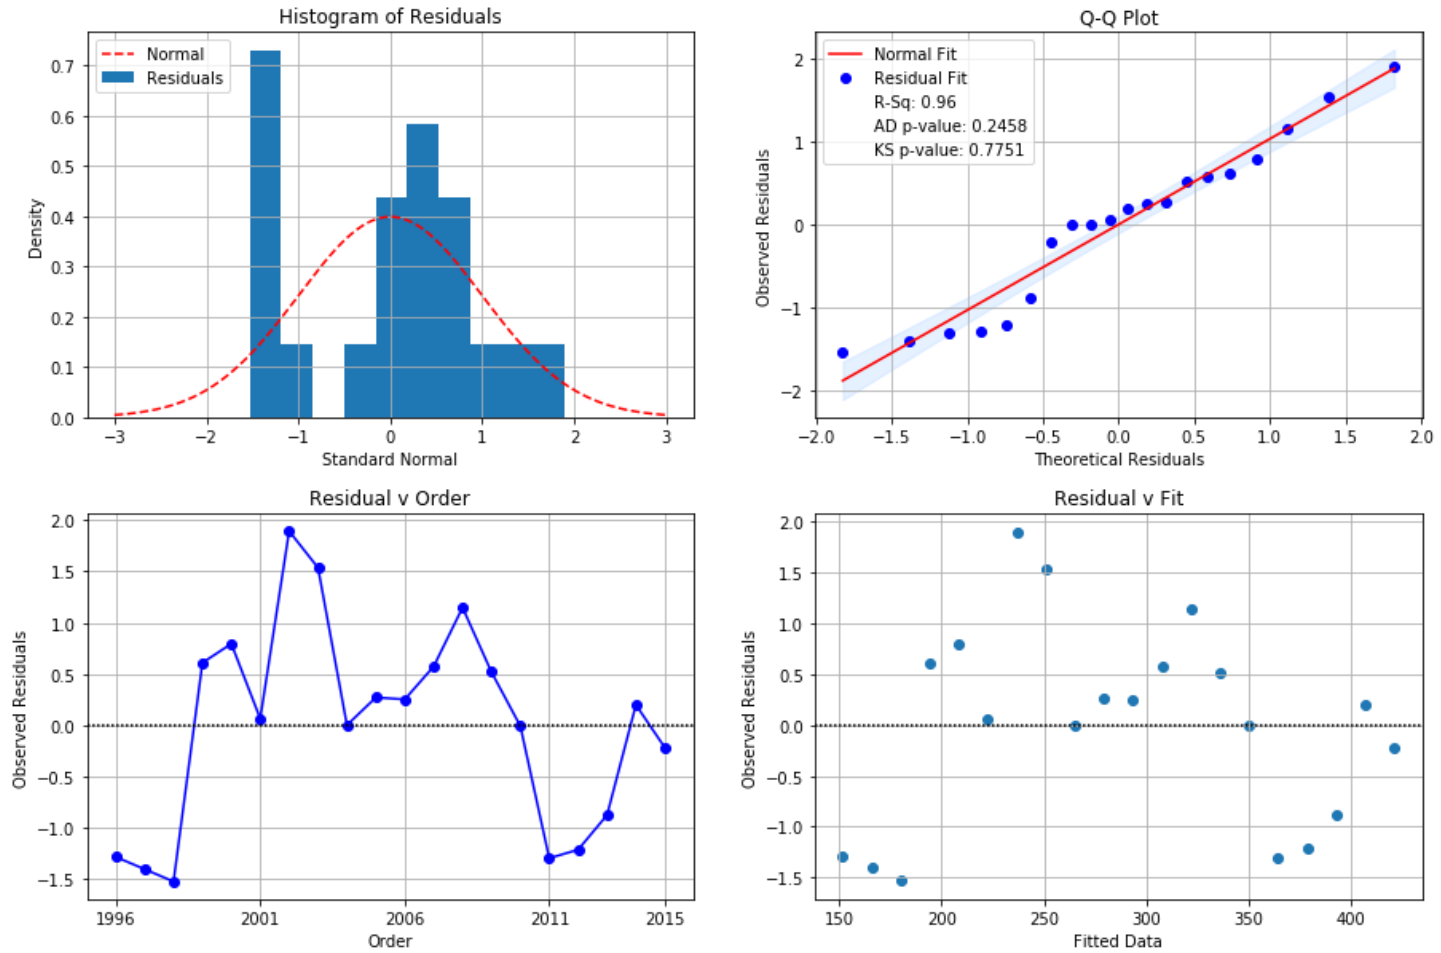 Histogram of Residuals
Normal
Residuals
0.7
0.6
0.5
0.4
0.3
0.2
0.1
0.0
Density
−3 −2 −1 0 1 2 3
Standard Normal
Q-Q Plot
Normal Fit
Residual Fit
R-Sq: 0.96
AD p-value: 0.2458
KS p-value: 0.7751
2
1
0
−1
−2
Observed Residuals
−2.0 −1.5 −1.0 −0.5 0.0 0.5 1.0 1.5 2.0
Theoretical Residuals
Residual v Order
2.0
1.5
1.0
0.5
0.0
−0.5
−1.0
−1.5
Observed Residuals
1996 2001 2006 2011 2015
Order
Residual v Fit
2.0
1.5
1.0
0.5
0.0
−0.5
−1.0
−1.5
Observed Residuals
150 200 250 300 350 400
Fitted Data